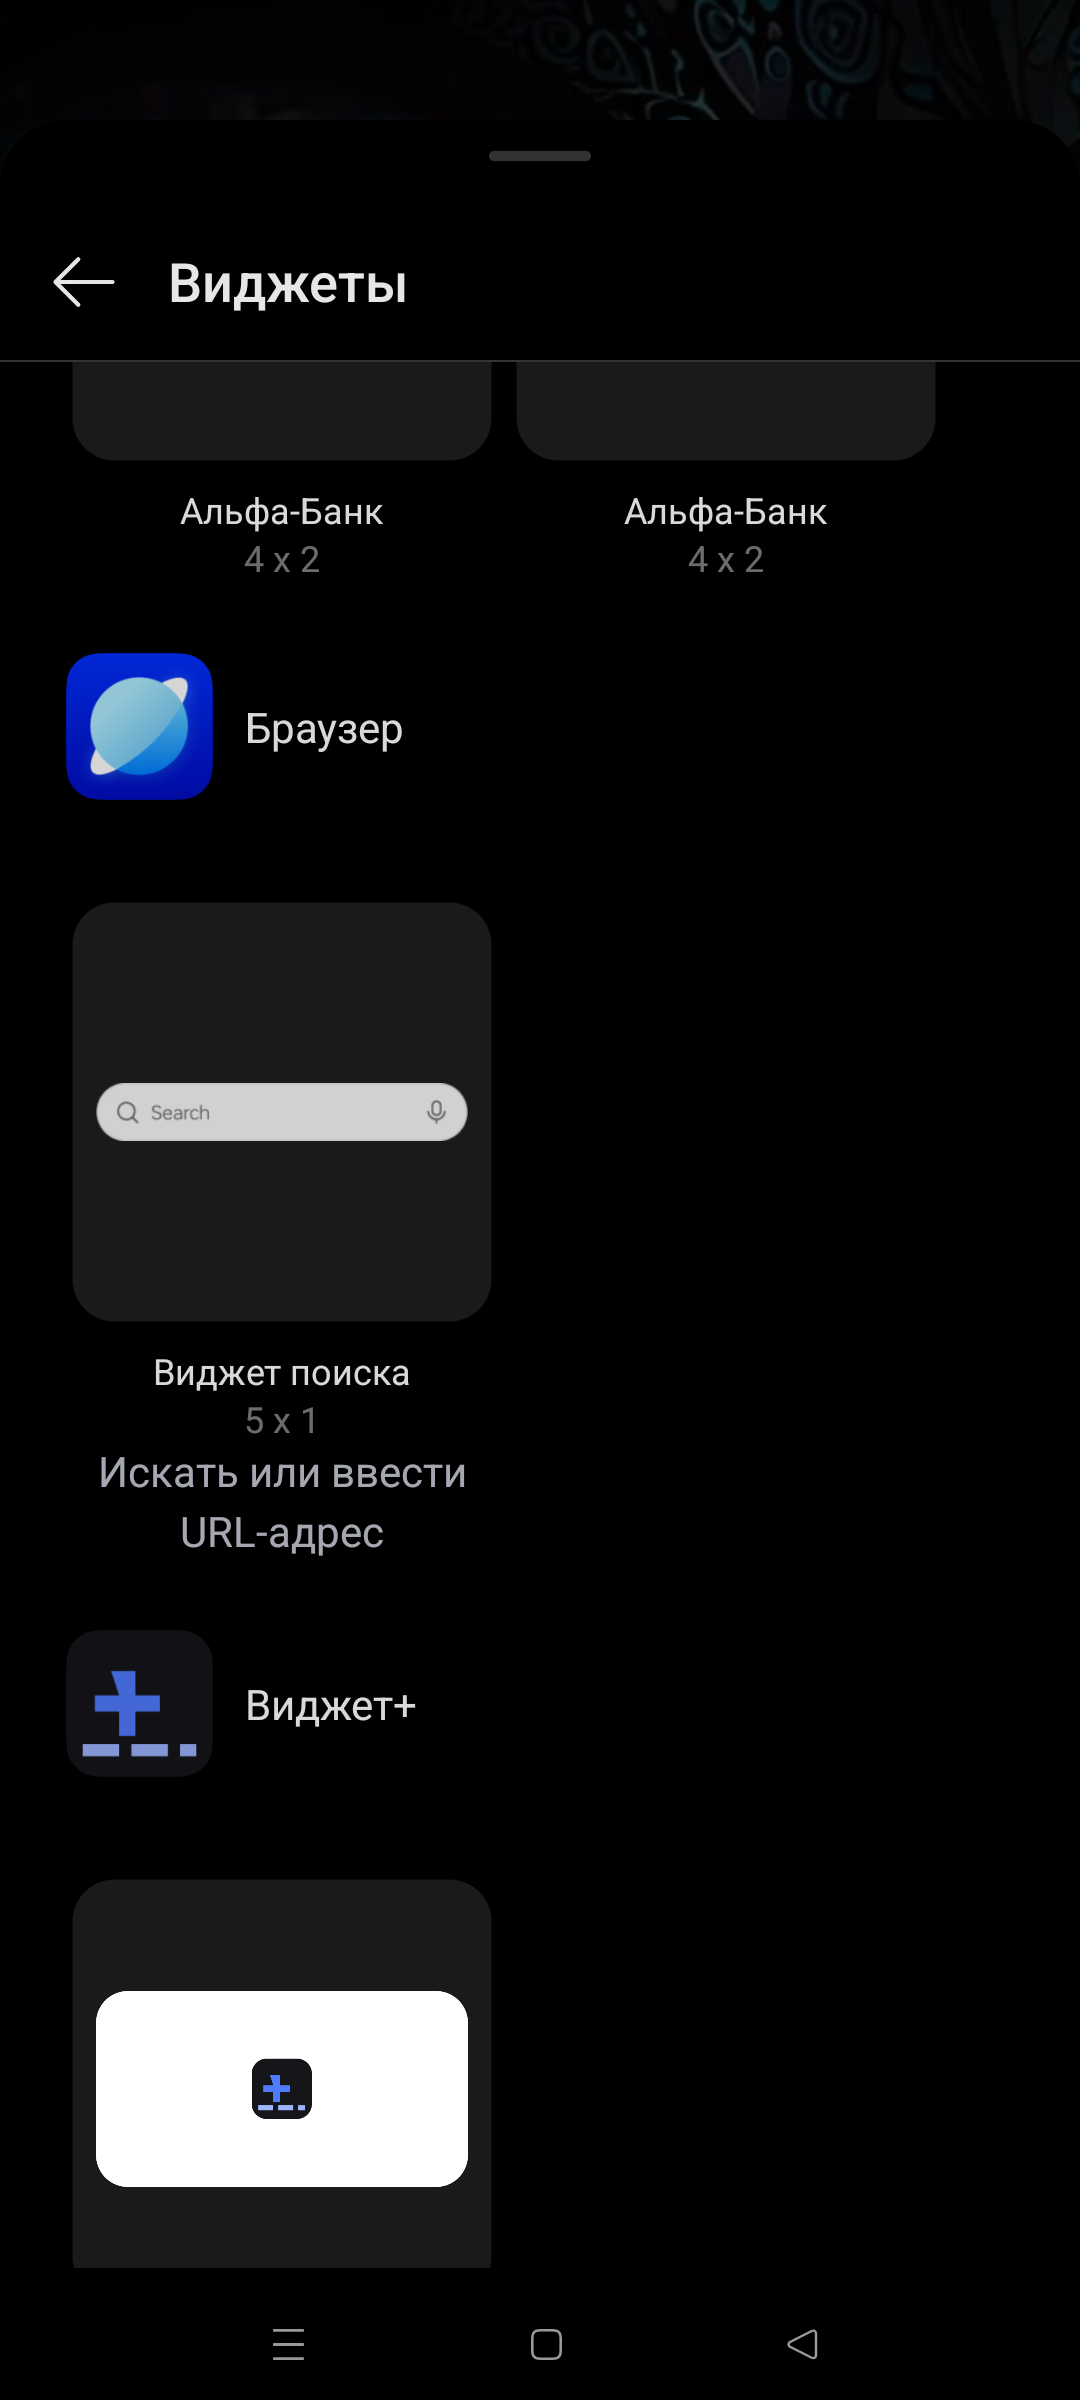 Виджеты
Альфа-Банк
4 x 2
Альфа-Банк
4 x 2
Браузер
Search
Виджет поиска
5 x 1
Искать или ввести
URL-адрес
Виджет+